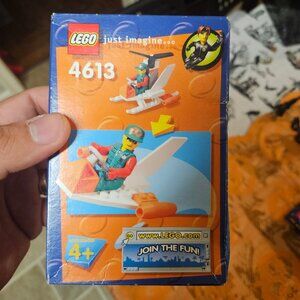 LEGO just imagine...
4613
www.LEGO.com
JOIN THE FUN!
4+